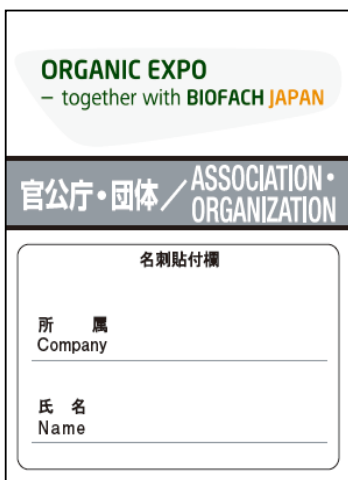 ORGANIC EXPO
– together with BIOFACH JAPAN
官公庁・団体／ASSOCIATION・
ORGANIZATION
名刺貼付欄
所　属
Company
氏　名
Name